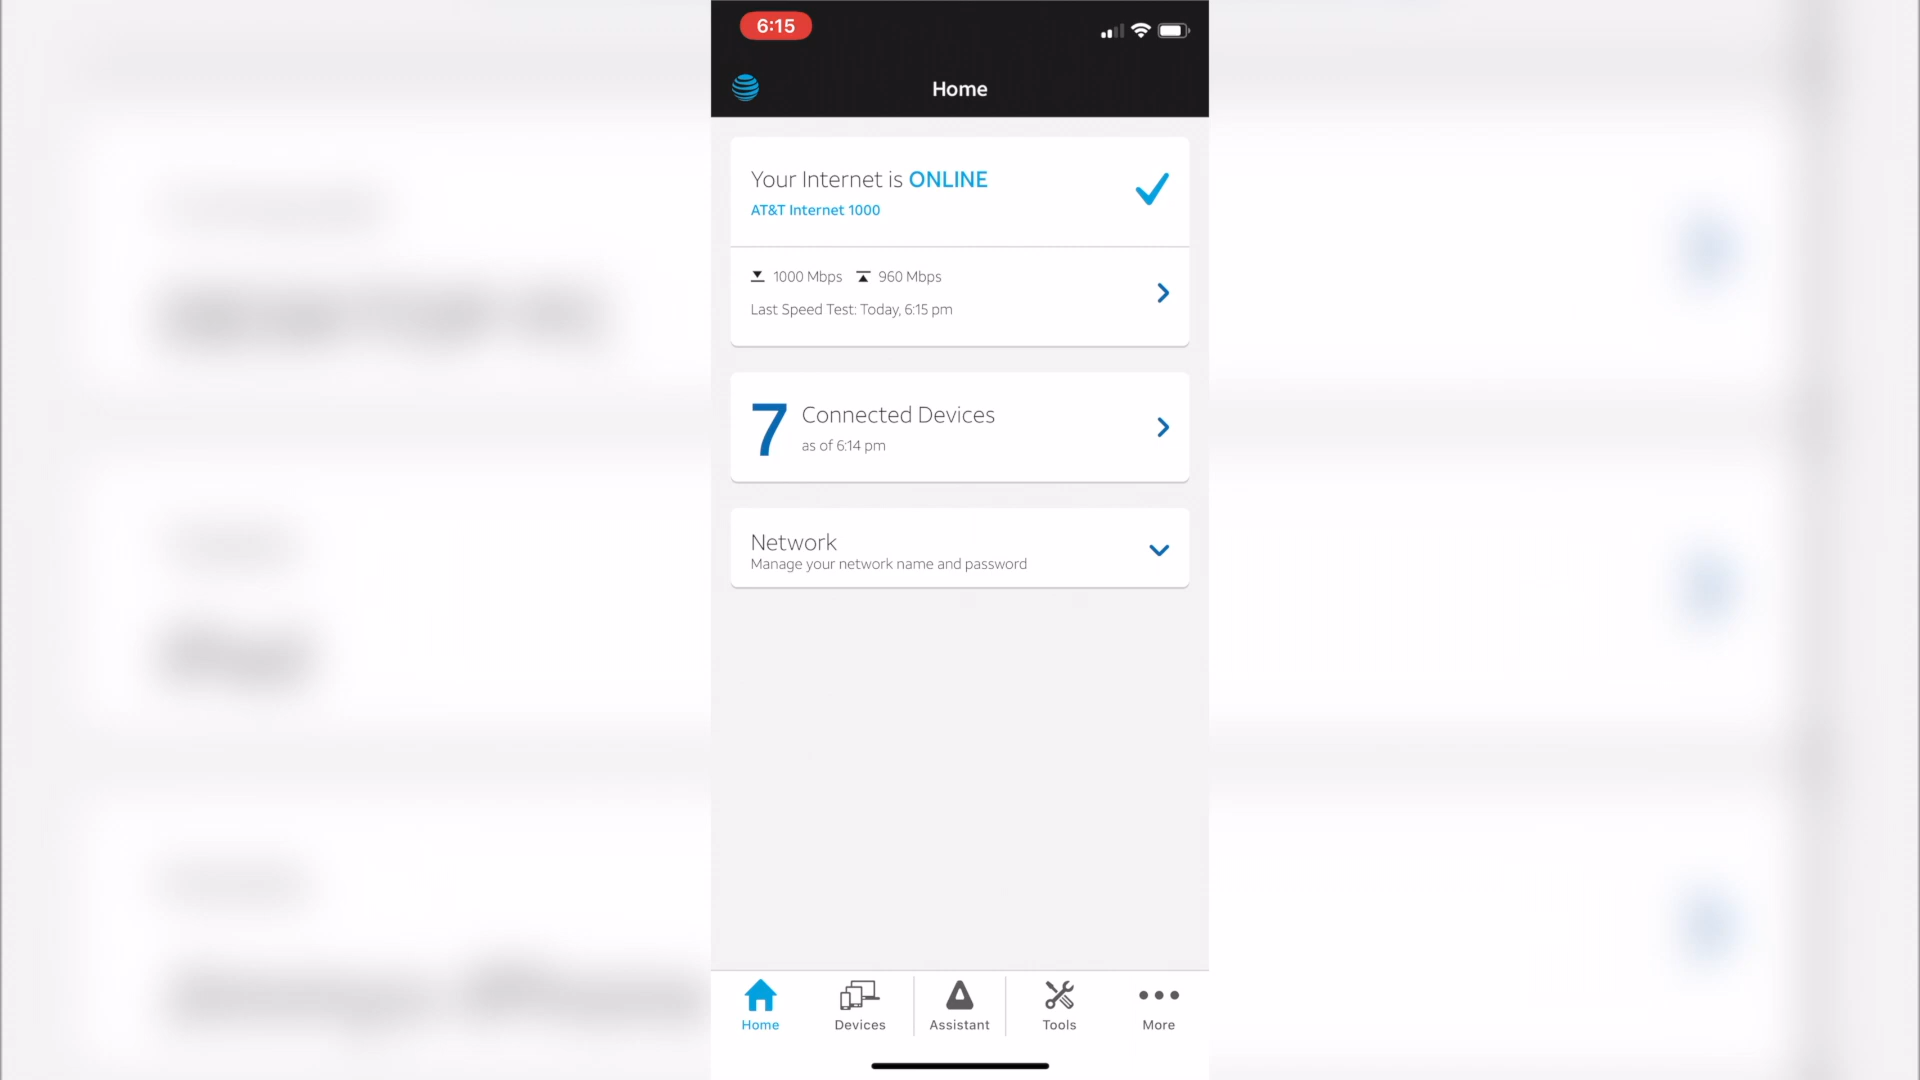 6:15
Home
Your Internet is ONLINE
AT&T Internet 1000
1000 Mbps 960 Mbps
Last Speed Test: Today, 6:15 pm
7 Connected Devices
as of 6:14 pm
Network
Manage your network name and password
Home Devices Assistant Tools More